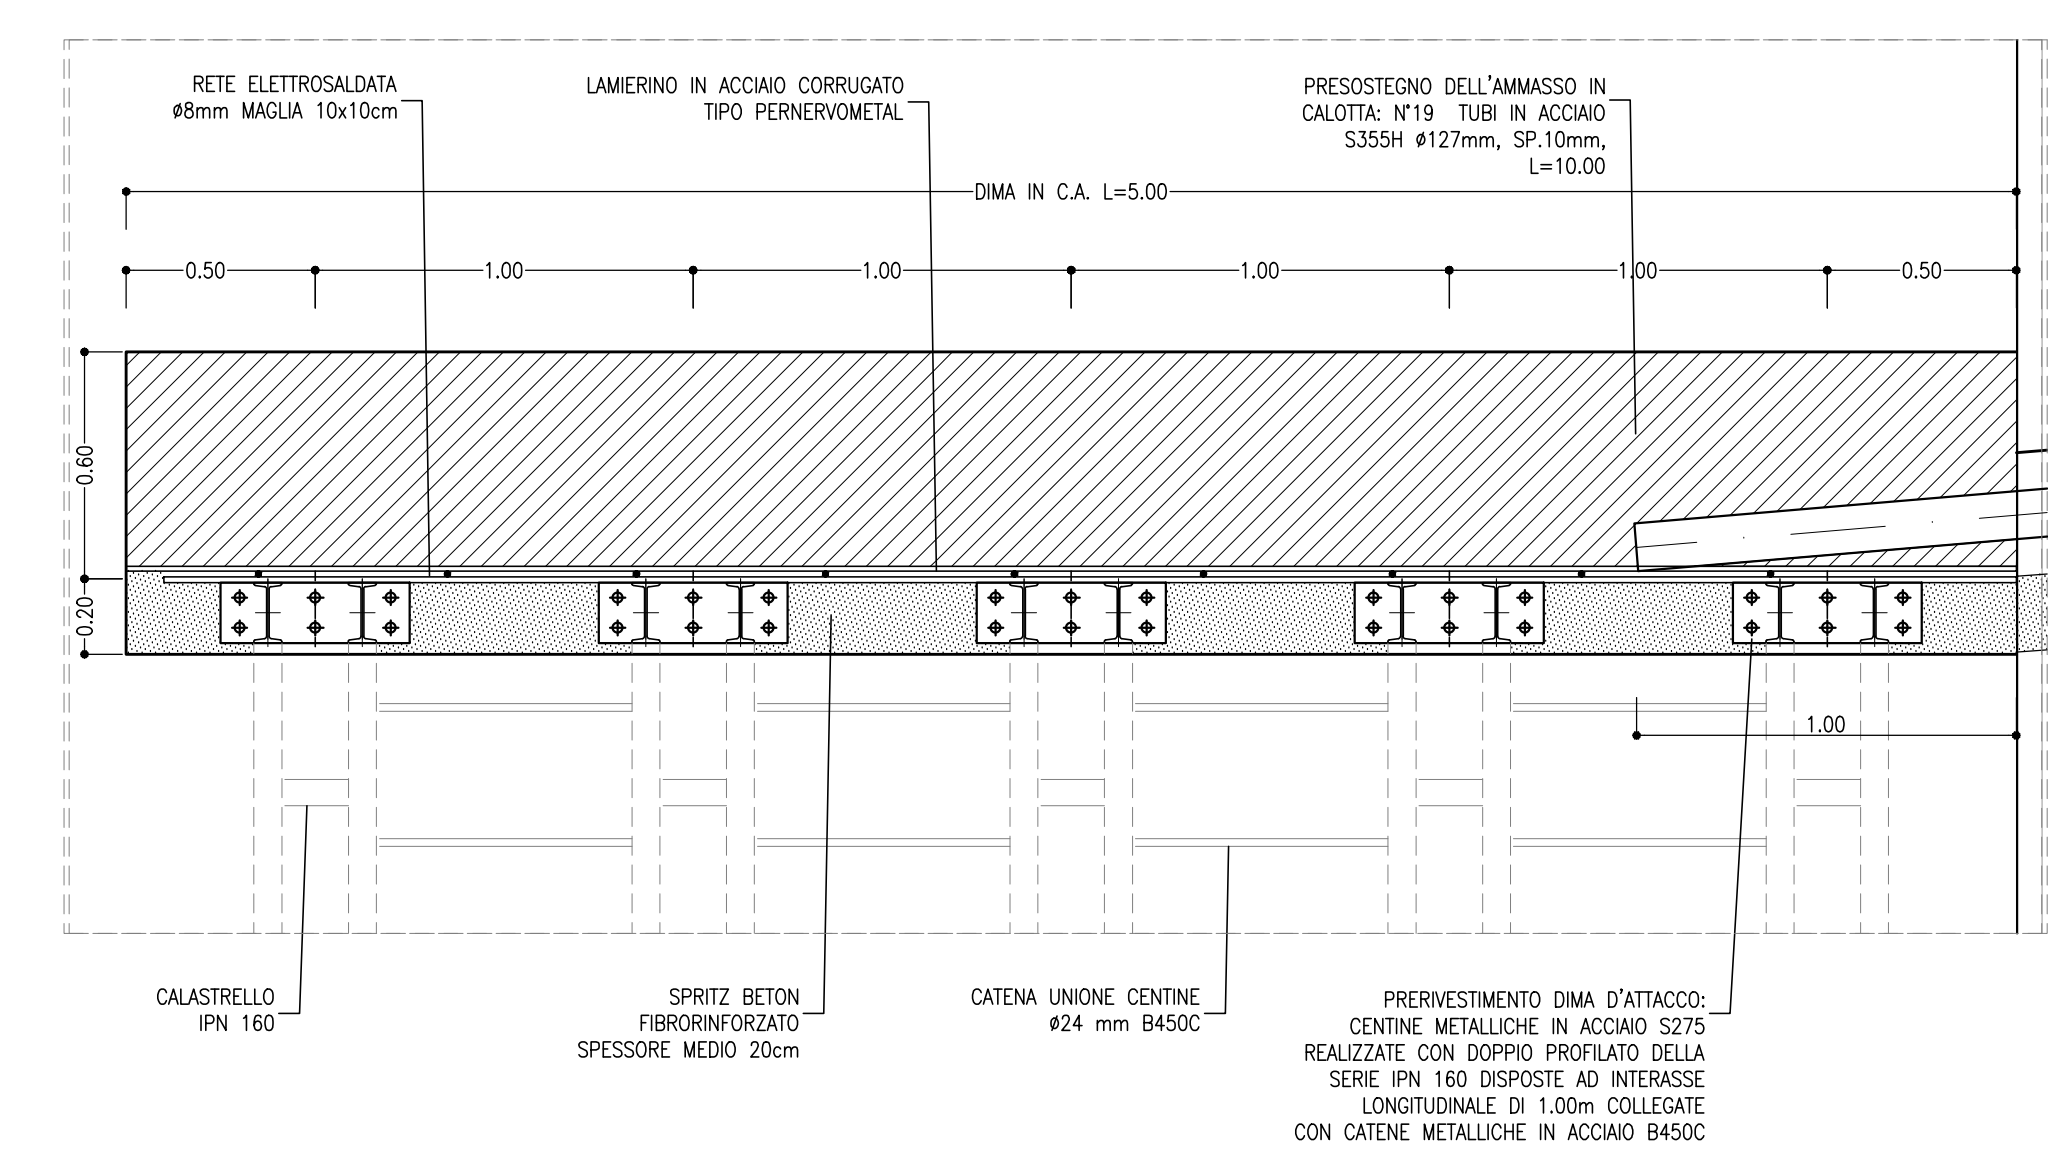 RETE ELETTROSALDATA
ø8mm MAGLIA 10x10cm
LAMIERINO IN ACCIAIO CORRUGATO
TIPO PERNERVOMETAL
PRESOSTEGNO DELL'AMMASSO IN
CALOTTA: N°19 TUBI IN ACCIAIO
S355H ø127mm, SP.10mm,
L=10.00
DIMA IN C.A. L=5.00
0.50
1.00
1.00
1.00
1.00
0.50
0.60
0.20
1.00
CALASTRELLO
IPN 160
SPRITZ BETON
FIBRORINFORZATO
SPESSORE MEDIO 20cm
CATENA UNIONE CENTINE
ø24 mm B450C
PRERIVESTIMENTO DIMA D'ATTACCO:
CENTINE METALLICHE IN ACCIAIO S275
REALIZZATE CON DOPPIO PROFILATO DELLA
SERIE IPN 160 DISPOSTE AD INTERASSE
LONGITUDINALE DI 1.00m COLLEGATE
CON CATENE METALLICHE IN ACCIAIO B450C